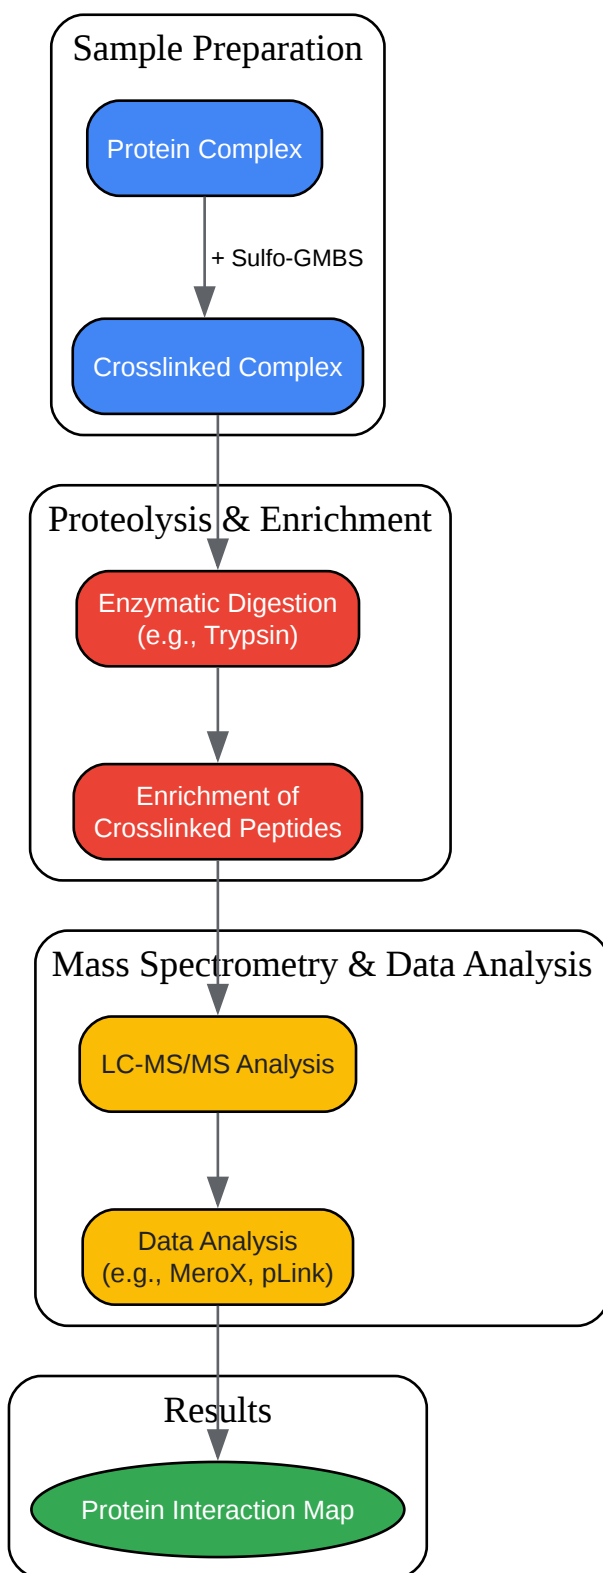 Sample Preparation
Protein Complex
+ Sulfo-GMBS
Crosslinked Complex
Proteolysis & Enrichment
Enzymatic Digestion
(e.g., Trypsin)
Enrichment of
Crosslinked Peptides
Mass Spectrometry & Data Analysis
LC-MS/MS Analysis
Data Analysis
(e.g., MeroX, pLink)
Results
Protein Interaction Map